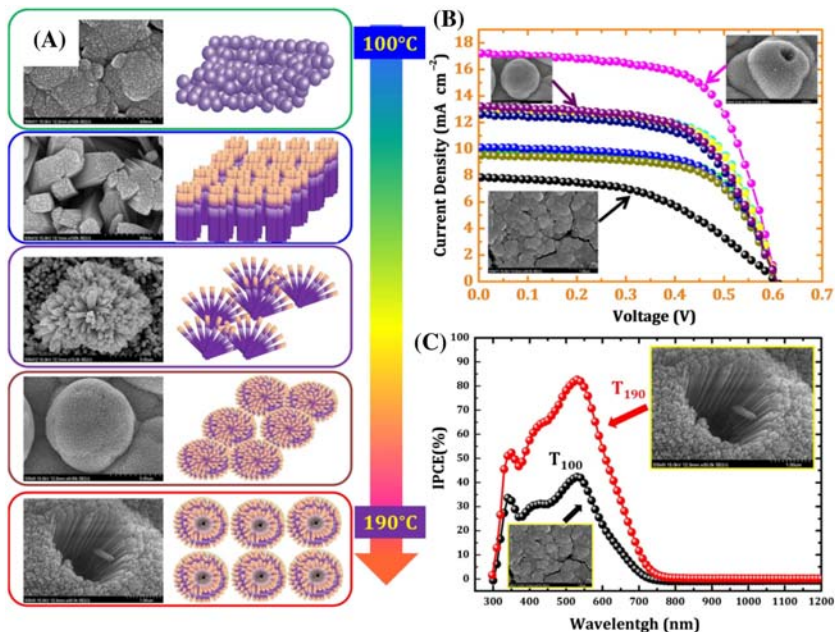 (A)
100°C
190°C
(B)
Current Density (mA cm⁻²)
18
16
14
12
10
8
6
4
2
0
0.0 0.1 0.2 0.3 0.4 0.5 0.6 0.7
Voltage (V)
(C)
IPCE(%)
100
90
80
70
60
50
40
30
20
10
0
T₁₉₀
T₁₀₀
300 400 500 600 700 800 900 1000 1100 1200
Wavelentgh (nm)